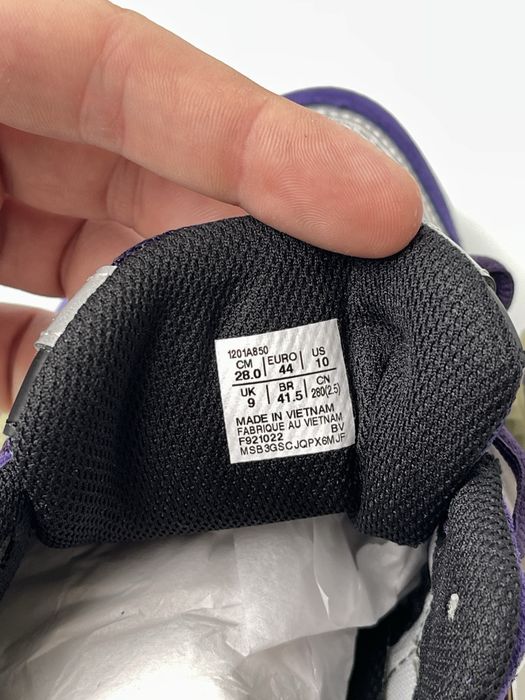 1201A850
CM EURO US
28.0 44 10
UK BR CN
9 41.5 280(2.5)
MADE IN VIETNAM
FABRIQUE AU VIETNAM
F921022 BV
MSB3GSCJQPX6MJF